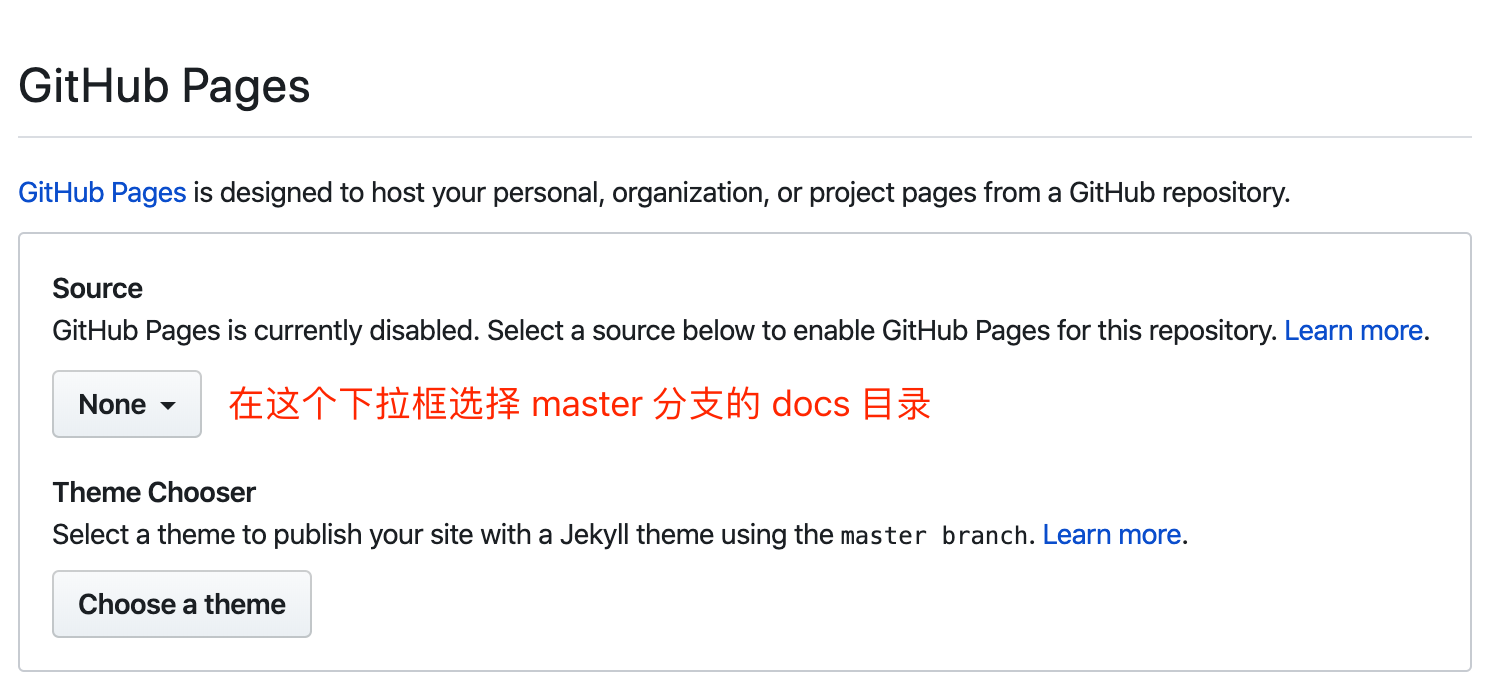 GitHub Pages
GitHub Pages is designed to host your personal, organization, or project pages from a GitHub repository.
Source
GitHub Pages is currently disabled. Select a source below to enable GitHub Pages for this repository. Learn more.
None 在这个下拉框选择 master 分支的 docs 目录
Theme Chooser
Select a theme to publish your site with a Jekyll theme using the master branch. Learn more.
Choose a theme